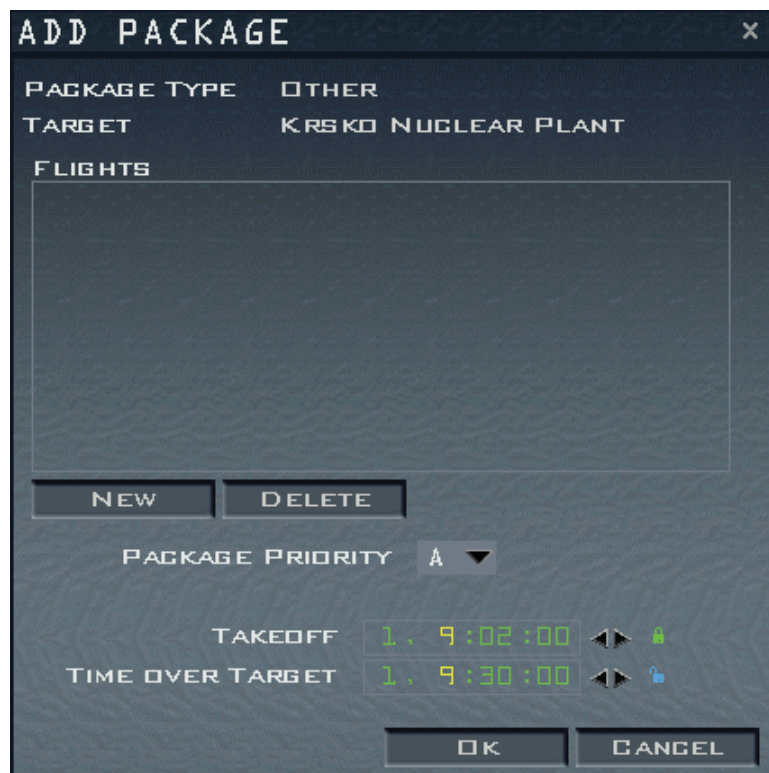 ADD PACKAGE ×
PACKAGE TYPE OTHER
TARGET KRSKO NUCLEAR PLANT
FLIGHTS
NEW DELETE
PACKAGE PRIORITY A
TAKEOFF 1, 9:02:00
TIME OVER TARGET 1, 9:30:00
OK CANCEL